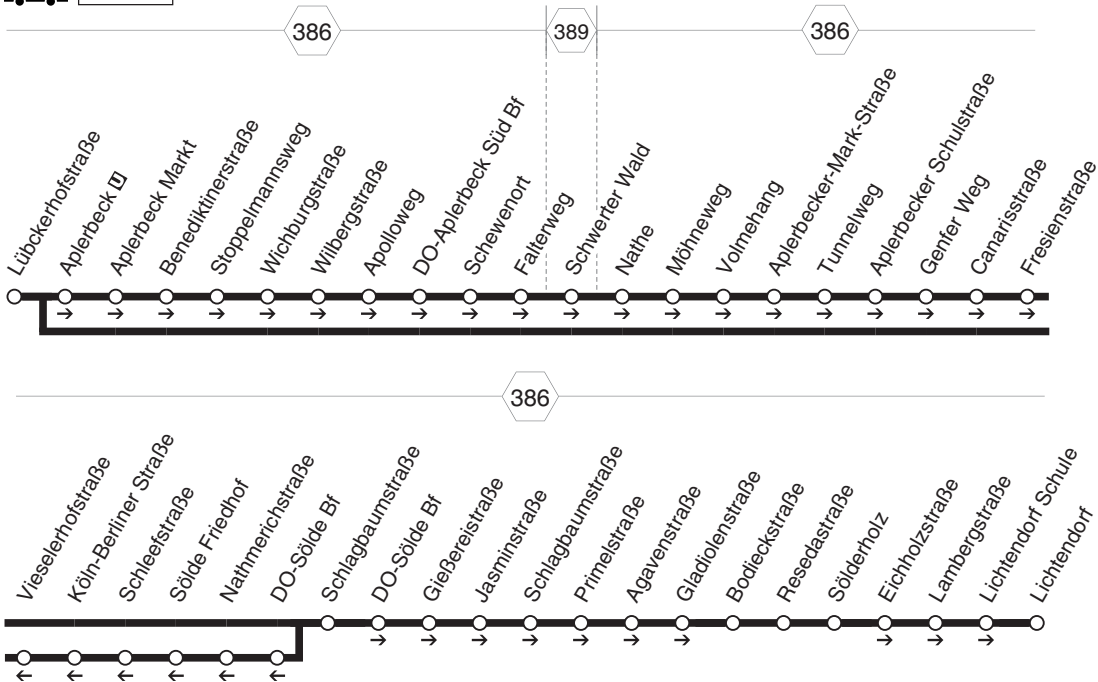 386 389 386
Lübckerhofstraße
Aplerbeck U
Aplerbeck Markt
Benediktinerstraße
Stoppelmannsweg
Wichburgstraße
Wilbergstraße
Apolloweg
DO-Aplerbeck Süd Bf
Schewenort
Falterweg
Schwerter Wald
Nathe
Möhneweg
Volmehang
Aplerbecker-Mark-Straße
Tunnelweg
Aplerbecker Schulstraße
Genfer Weg
Canarisstraße
Fresienstraße
386
Vieselerhofstraße
Köln-Berliner Straße
Schleefstraße
Sölde Friedhof
Nathmerichstraße
DO-Sölde Bf
Schlagbaumstraße
DO-Sölde Bf
Gießereistraße
Jasminstraße
Schlagbaumstraße
Primelstraße
Agavenstraße
Gladiolenstraße
Bodieckstraße
Resedastraße
Sölderholz
Eichholzstraße
Lambergstraße
Lichtendorf Schule
Lichtendorf